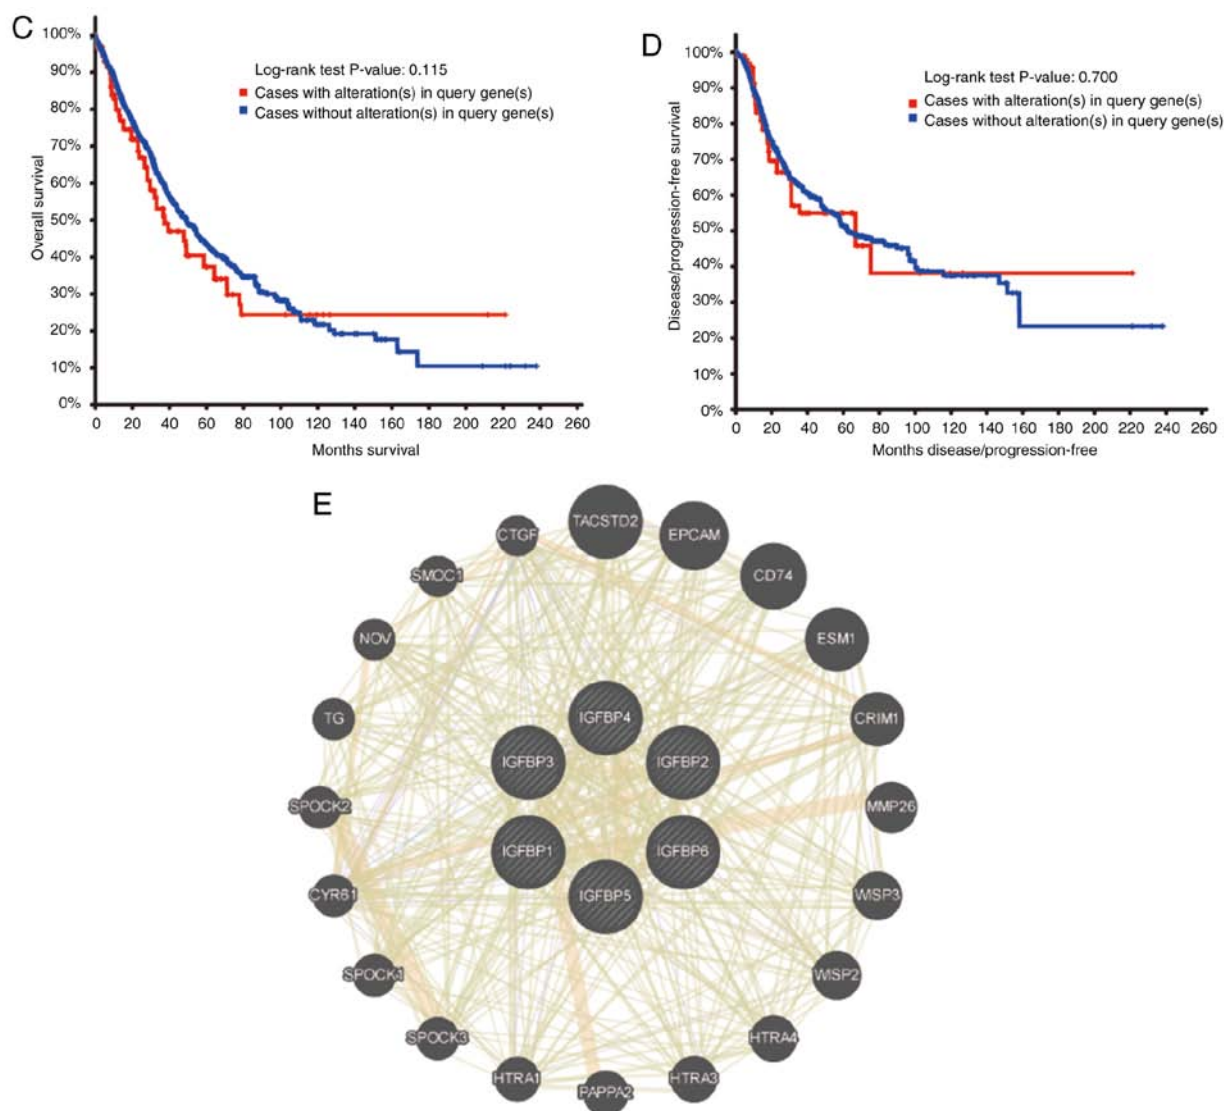 C
100%
90%
80%
70%
60%
50%
40%
30%
20%
10%
0%
Overall survival
Log-rank test P-value: 0.115
Cases with alteration(s) in query gene(s)
Cases without alteration(s) in query gene(s)
0 20 40 60 80 100 120 140 160 180 200 220 240 260
Months survival
D
100%
90%
80%
70%
60%
50%
40%
30%
20%
10%
0%
Disease/progression-free survival
Log-rank test P-value: 0.700
Cases with alteration(s) in query gene(s)
Cases without alteration(s) in query gene(s)
0 20 40 60 80 100 120 140 160 180 200 220 240 260
Months disease/progression-free
E
TACSTD2
CTGF
EPCAM
SMOC1
CD74
NOV
ESM1
TG
IGFBP4
CRIM1
IGFBP3
IGFBP2
SPOCK2
MMP26
IGFBP1
IGFBP6
CYR61
IGFBP5
WISP3
SPOCK1
WISP2
SPOCK3
HTRA4
HTRA1
HTRA3
PAPPA2